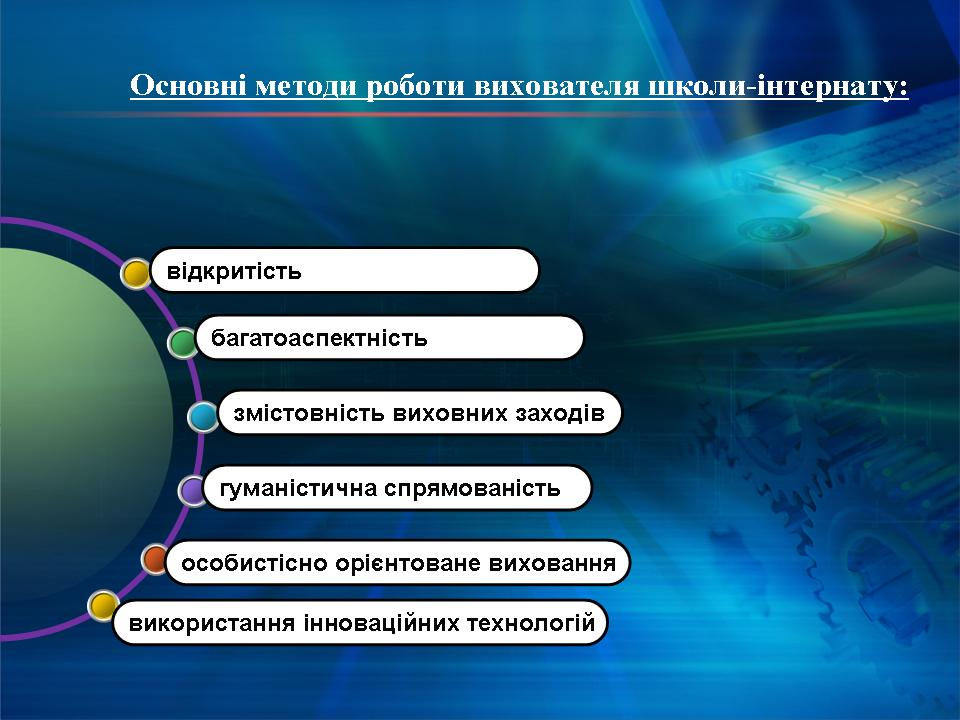 Основні методи роботи вихователя школи-інтернату:
відкритість
багатоаспектність
змістовність виховних заходів
гуманістична спрямованість
особистісно орієнтоване виховання
використання інноваційних технологій